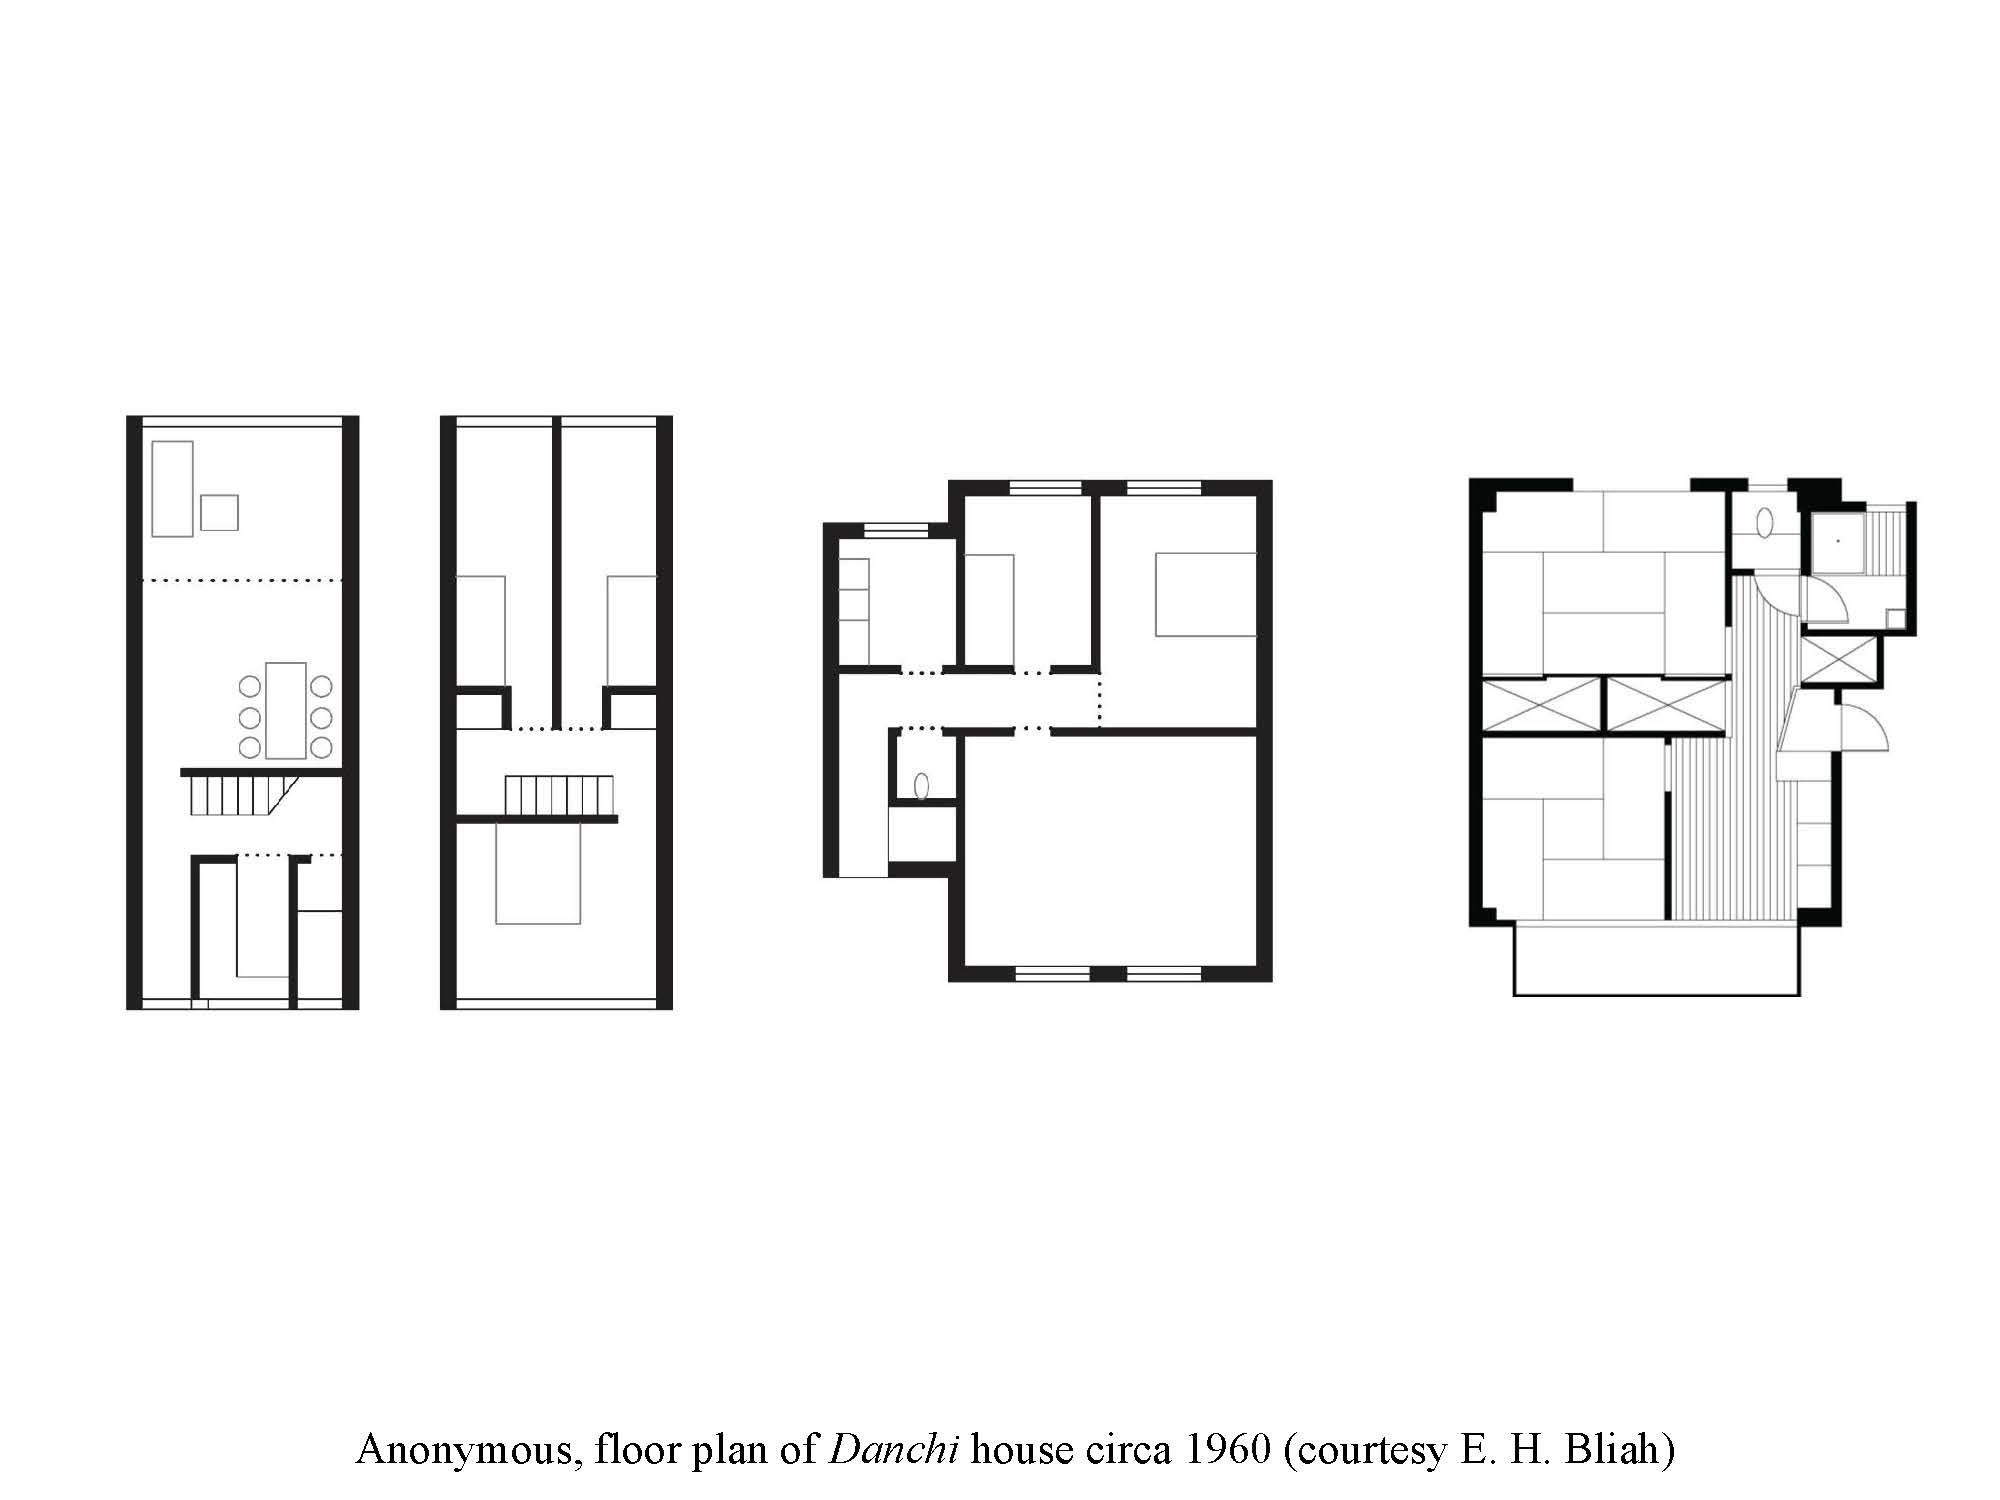 Anonymous, floor plan of Danchi house circa 1960 (courtesy E. H. Bliah)